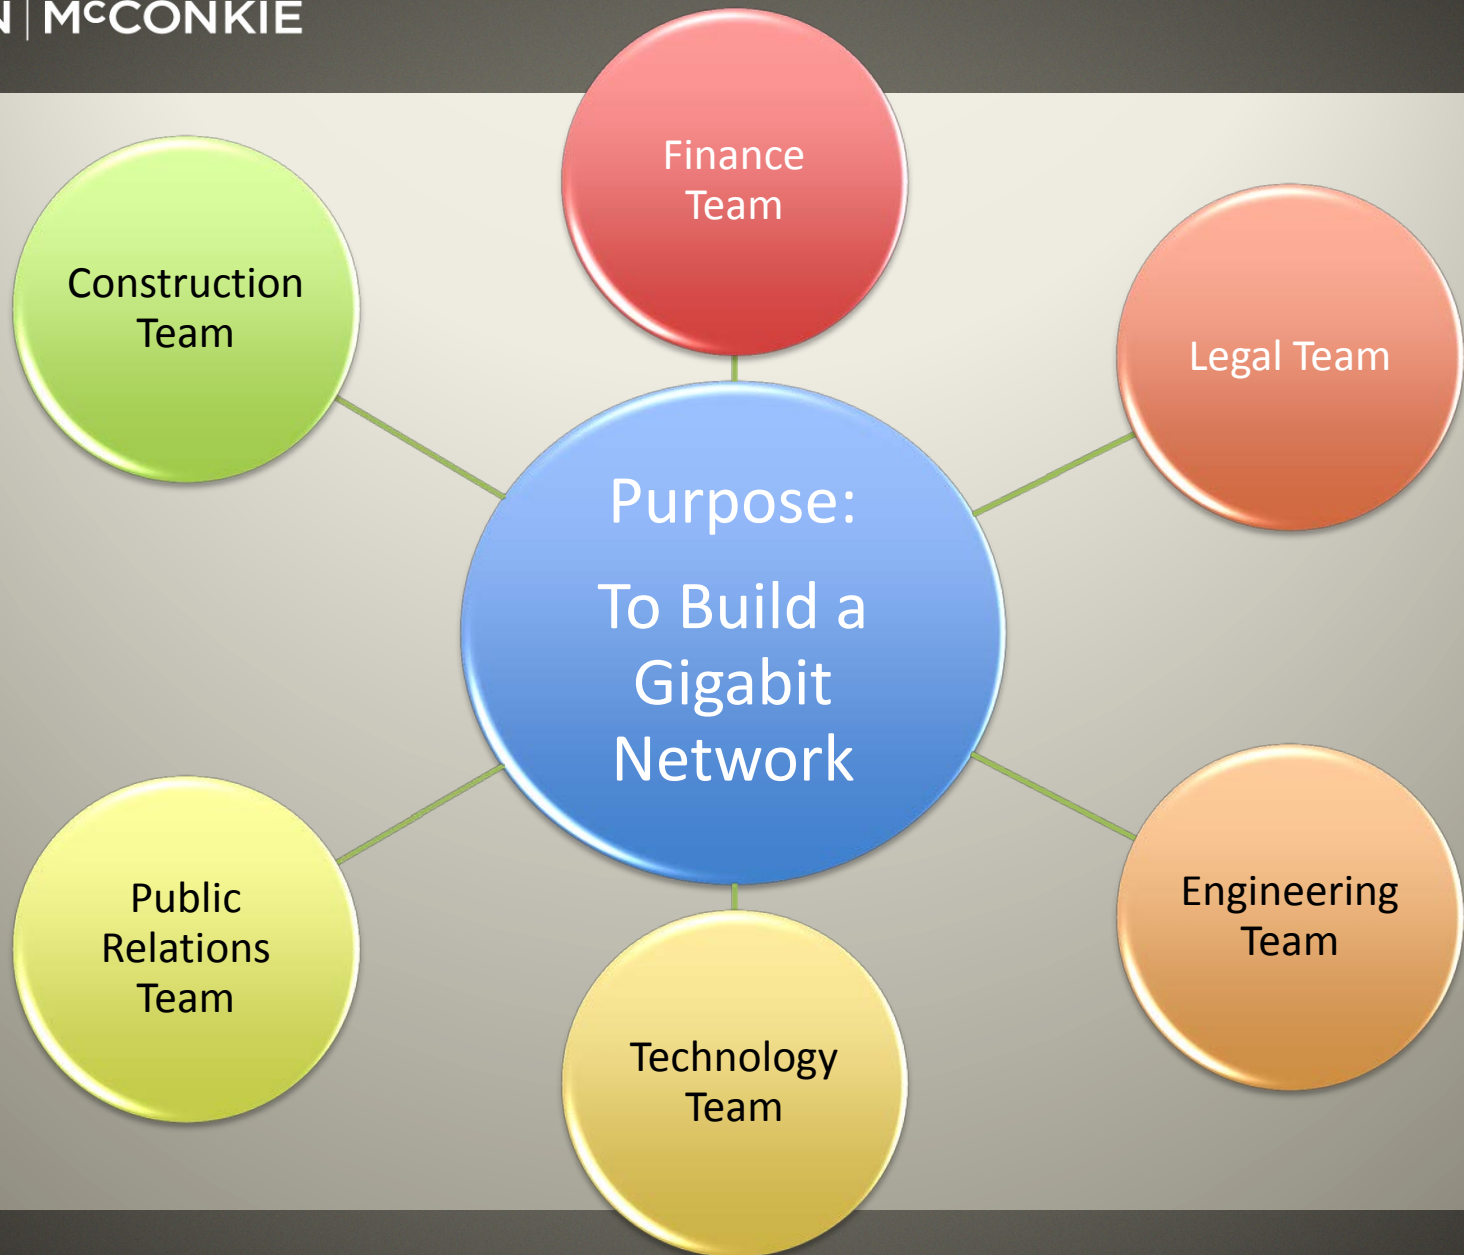 N | McCONKIE
Finance
Team
Construction
Team
Legal Team
Purpose:
To Build a
Gigabit
Network
Public
Relations
Team
Engineering
Team
Technology
Team